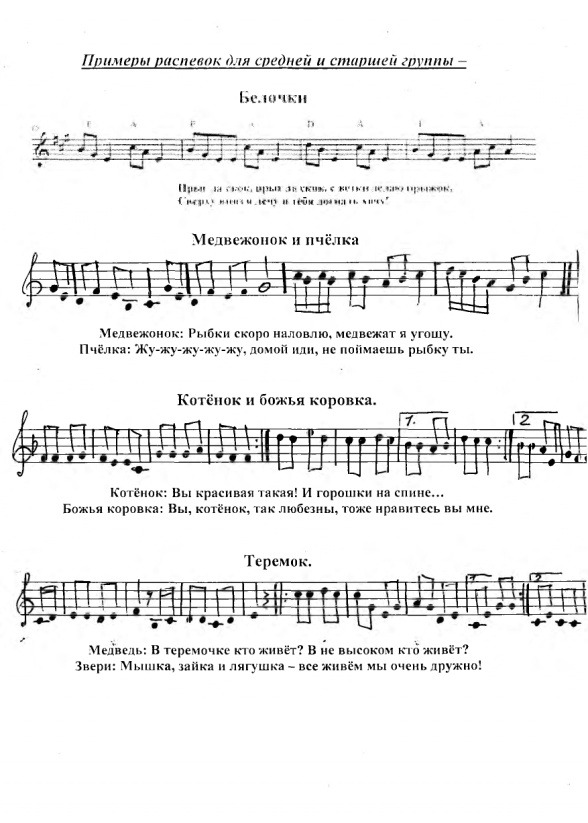 Примеры распевок для средней и старшей группы –
Белочки
E A E A D A E A
Прыг да скок, прыг да скок, с ветки делаю прыжок,
Сверху вниз я лечу и тебя догнать хочу!
Медвежонок и пчёлка
Медвежонок: Рыбки скоро наловлю, медвежат я угощу.
Пчёлка: Жу-жу-жу-жу-жу, домой иди, не поймаешь рыбку ты.
Котёнок и божья коровка.
1. 2
Котёнок: Вы красивая такая! И горошки на спине…
Божья коровка: Вы, котёнок, так любезны, тоже нравитесь вы мне.
Теремок.
1. 2.
Медведь: В теремочке кто живёт? В не высоком кто живёт?
Звери: Мышка, зайка и лягушка – все живём мы очень дружно!